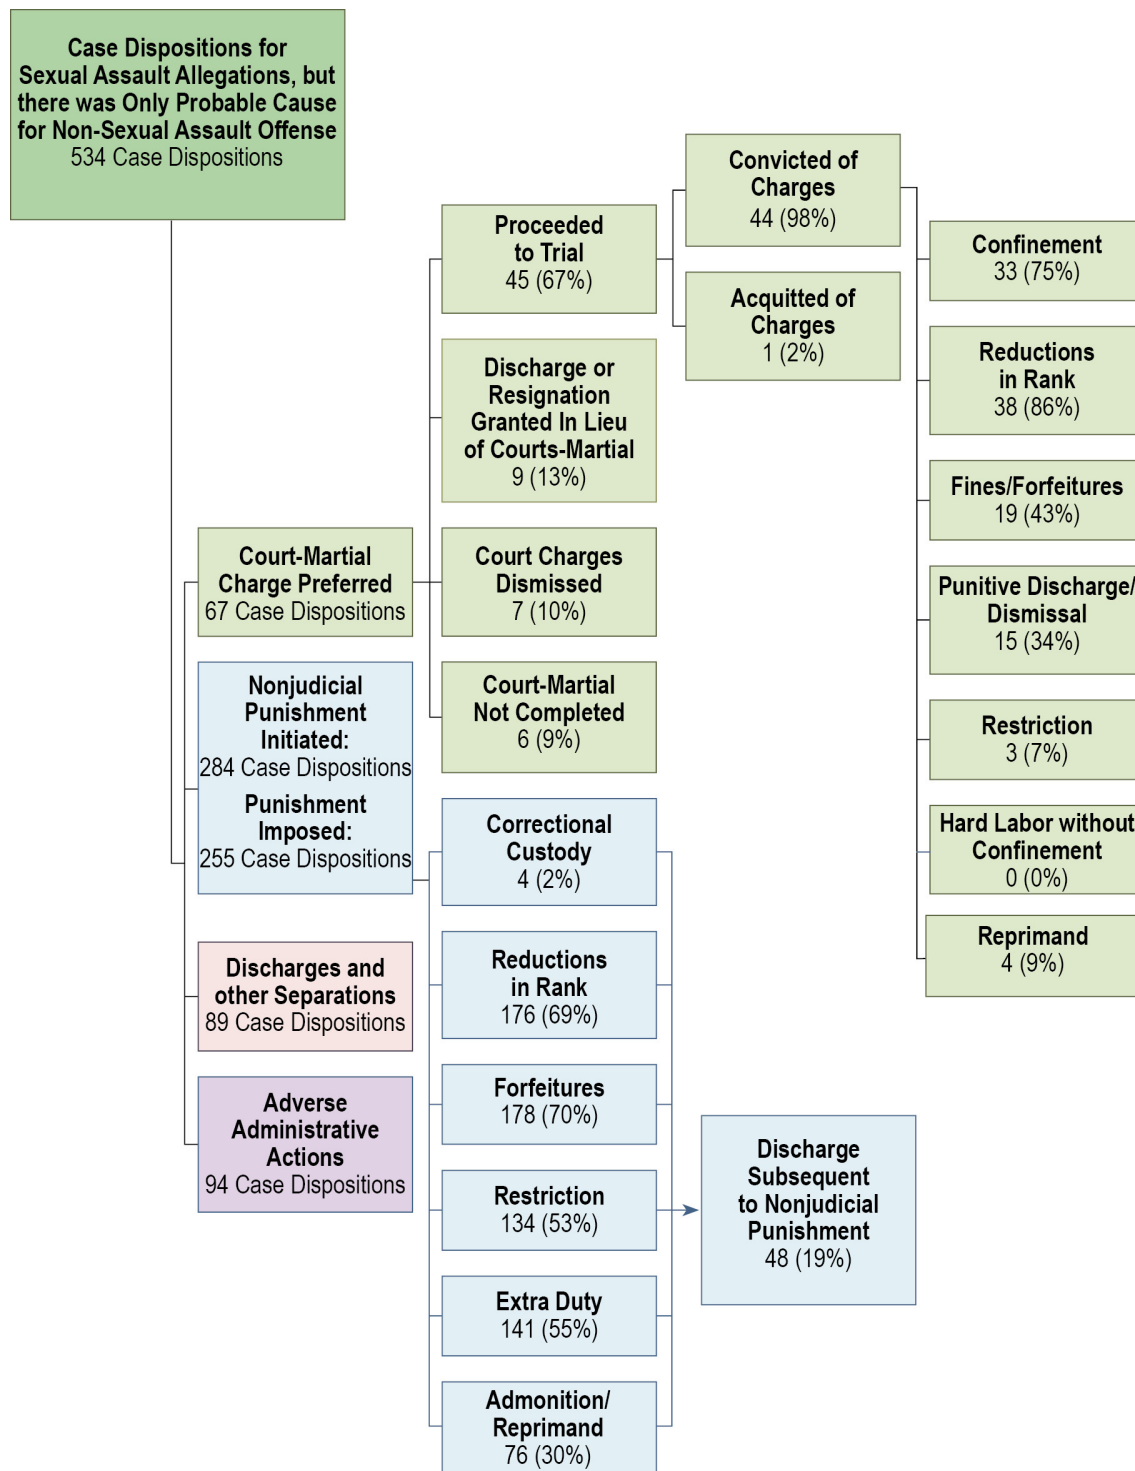 Case Dispositions for
Sexual Assault Allegations, but
there was Only Probable Cause
for Non-Sexual Assault Offense
534 Case Dispositions
Court-Martial
Charge Preferred
67 Case Dispositions
Nonjudicial
Punishment
Initiated:
284 Case Dispositions
Punishment
Imposed:
255 Case Dispositions
Discharges and
other Separations
89 Case Dispositions
Adverse
Administrative
Actions
94 Case Dispositions
Proceeded
to Trial
45 (67%)
Discharge or
Resignation
Granted In Lieu
of Courts-Martial
9 (13%)
Court Charges
Dismissed
7 (10%)
Court-Martial
Not Completed
6 (9%)
Convicted of
Charges
44 (98%)
Acquitted of
Charges
1 (2%)
Confinement
33 (75%)
Reductions
in Rank
38 (86%)
Fines/Forfeitures
19 (43%)
Punitive Discharge/
Dismissal
15 (34%)
Restriction
3 (7%)
Hard Labor without
Confinement
0 (0%)
Reprimand
4 (9%)
Correctional
Custody
4 (2%)
Reductions
in Rank
176 (69%)
Forfeitures
178 (70%)
Restriction
134 (53%)
Extra Duty
141 (55%)
Admonition/
Reprimand
76 (30%)
Discharge
Subsequent
to Nonjudicial
Punishment
48 (19%)